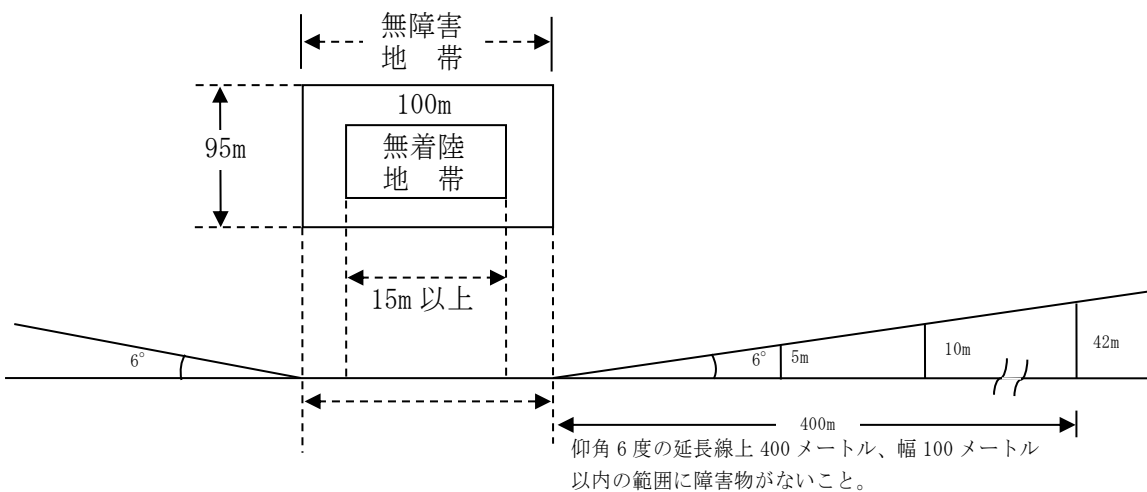 無障害
地　帯
100m
95m
無着陸
地　帯
15m 以上
6°
6°
5m
10m
42m
400m
仰角 6 度の延長線上 400 メートル、幅 100 メートル
以内の範囲に障害物がないこと。